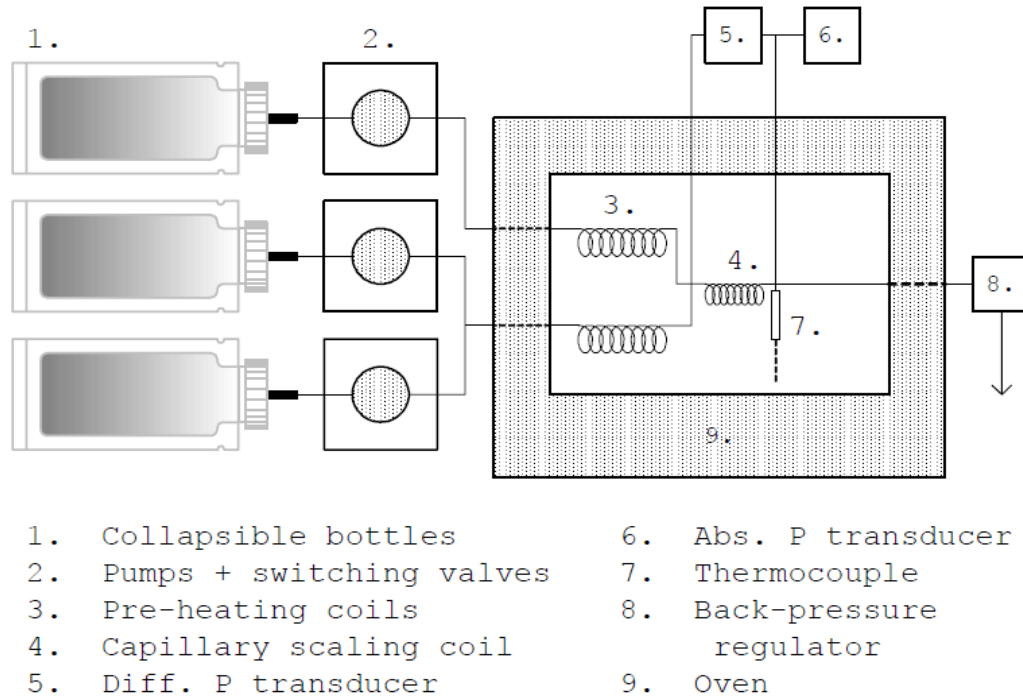 1.
2.
5.
6.
3.
4.
8.
7.
9.
1. Collapsible bottles
2. Pumps + switching valves
3. Pre-heating coils
4. Capillary scaling coil
5. Diff. P transducer
6. Abs. P transducer
7. Thermocouple
8. Back-pressure
regulator
9. Oven